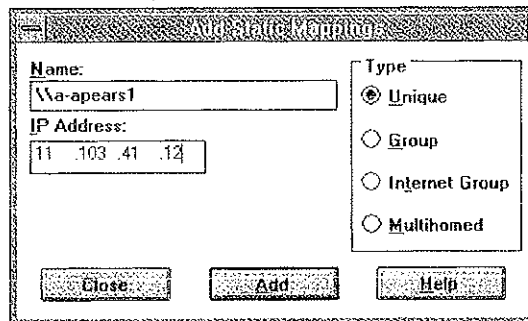 Add Static Mappings
Name:
\\a-apears1
IP Address:
11 .103 .41 .12
Type
Unique
Group
Internet Group
Multihomed
Close
Add
Help